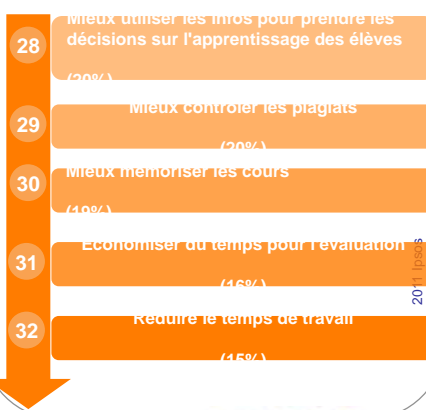 28
Mieux utiliser les infos pour prendre les
décisions sur l'apprentissage des élèves
(20%)
29
Mieux contrôler les plagiats
(20%)
30
Mieux mémoriser les cours
(19%)
31
Economiser du temps pour l'évaluation
(16%)
32
Réduire le temps de travail
(15%)
2011 Ipsos